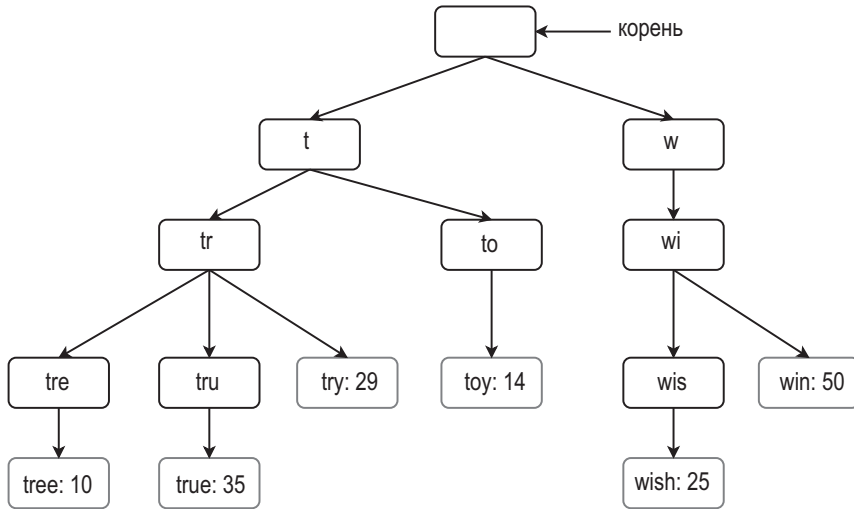 корень
t
w
tr
to
wi
tre
tru
try: 29
toy: 14
wis
win: 50
tree: 10
true: 35
wish: 25